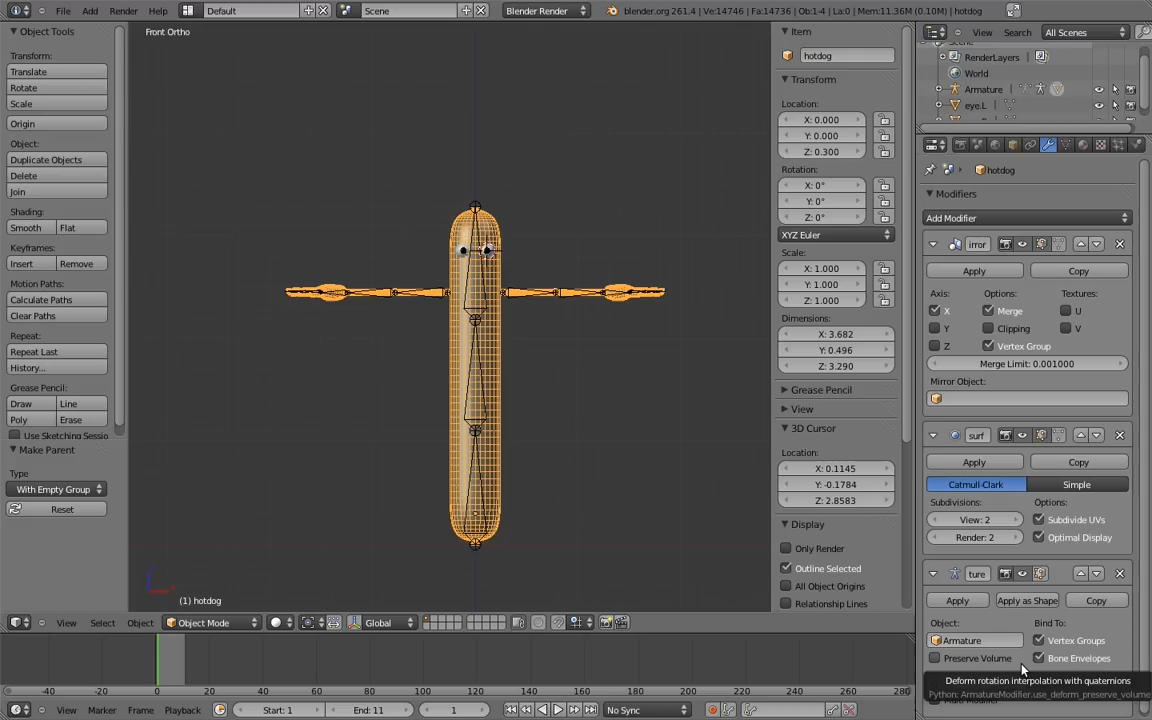 File Add Render Help Default Scene Blender Render blender.org 261.4 | Ve:14746 | Fa:14736 | Ob:1-4 | La:0 | Mem:11.36M (0.10M) | hotdog
Object Tools
Transform:
Translate
Rotate
Scale
Origin
Object:
Duplicate Objects
Delete
Join
Shading:
Smooth Flat
Keyframes:
Insert Remove
Motion Paths:
Calculate Paths
Clear Paths
Repeat:
Repeat Last
History...
Grease Pencil:
Draw Line
Poly Erase
Use Sketching Sessio
Make Parent
Type
With Empty Group
Reset
Front Ortho
(1) hotdog
Item
hotdog
Transform
Location:
X: 0.000
Y: 0.000
Z: 0.300
Rotation:
X: 0°
Y: 0°
Z: 0°
XYZ Euler
Scale:
X: 1.000
Y: 1.000
Z: 1.000
Dimensions:
X: 3.682
Y: 0.496
Z: 3.290
Grease Pencil
View
3D Cursor
Location:
X: 0.1145
Y: -0.1784
Z: 2.8583
Display
Only Render
Outline Selected
All Object Origins
Relationship Lines
View Search All Scenes
RenderLayers
World
Armature
eye.L
hotdog
Modifiers
Add Modifier
irror
Apply Copy
Axis: Options: Textures:
X Merge U
Y Clipping V
Z Vertex Group
Merge Limit: 0.001000
Mirror Object:
surf
Apply Copy
Catmull-Clark Simple
Subdivisions: Options:
View: 2 Subdivide UVs
Render: 2 Optimal Display
ture
Apply Apply as Shape Copy
Object: Bind To:
Armature Vertex Groups
Preserve Volume Bone Envelopes
Deform rotation interpolation with quaternions
Python: ArmatureModifier.use_deform_preserve_volume
View Select Object Object Mode Global
-40 -20 0 20 40 60 80 100 120 140 160 180 200 220 240 260 280
View Marker Frame Playback Start: 1 End: 11 1 No Sync